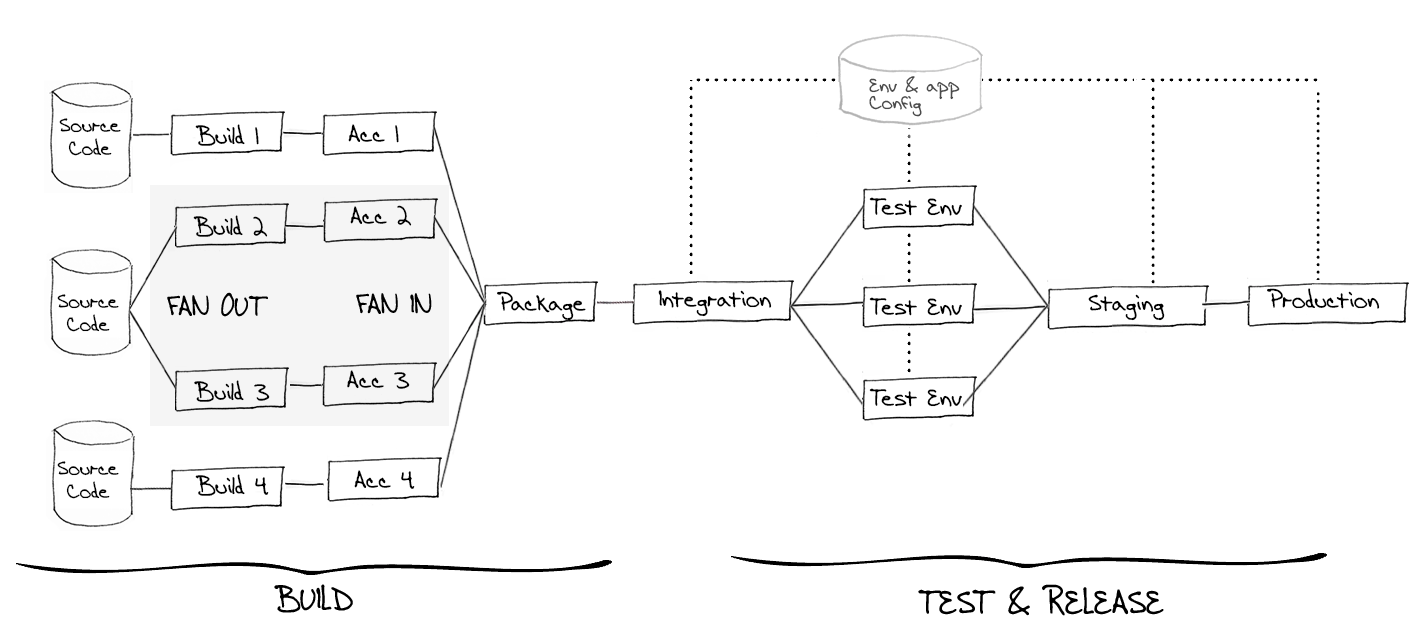 Env & app
Config
Source
Code
Build 1
Acc 1
Build 2
Acc 2
Test Env
Source
Code
FAN OUT
FAN IN
Package
Integration
Test Env
Staging
Production
Build 3
Acc 3
Test Env
Source
Code
Build 4
Acc 4
BUILD
TEST & RELEASE